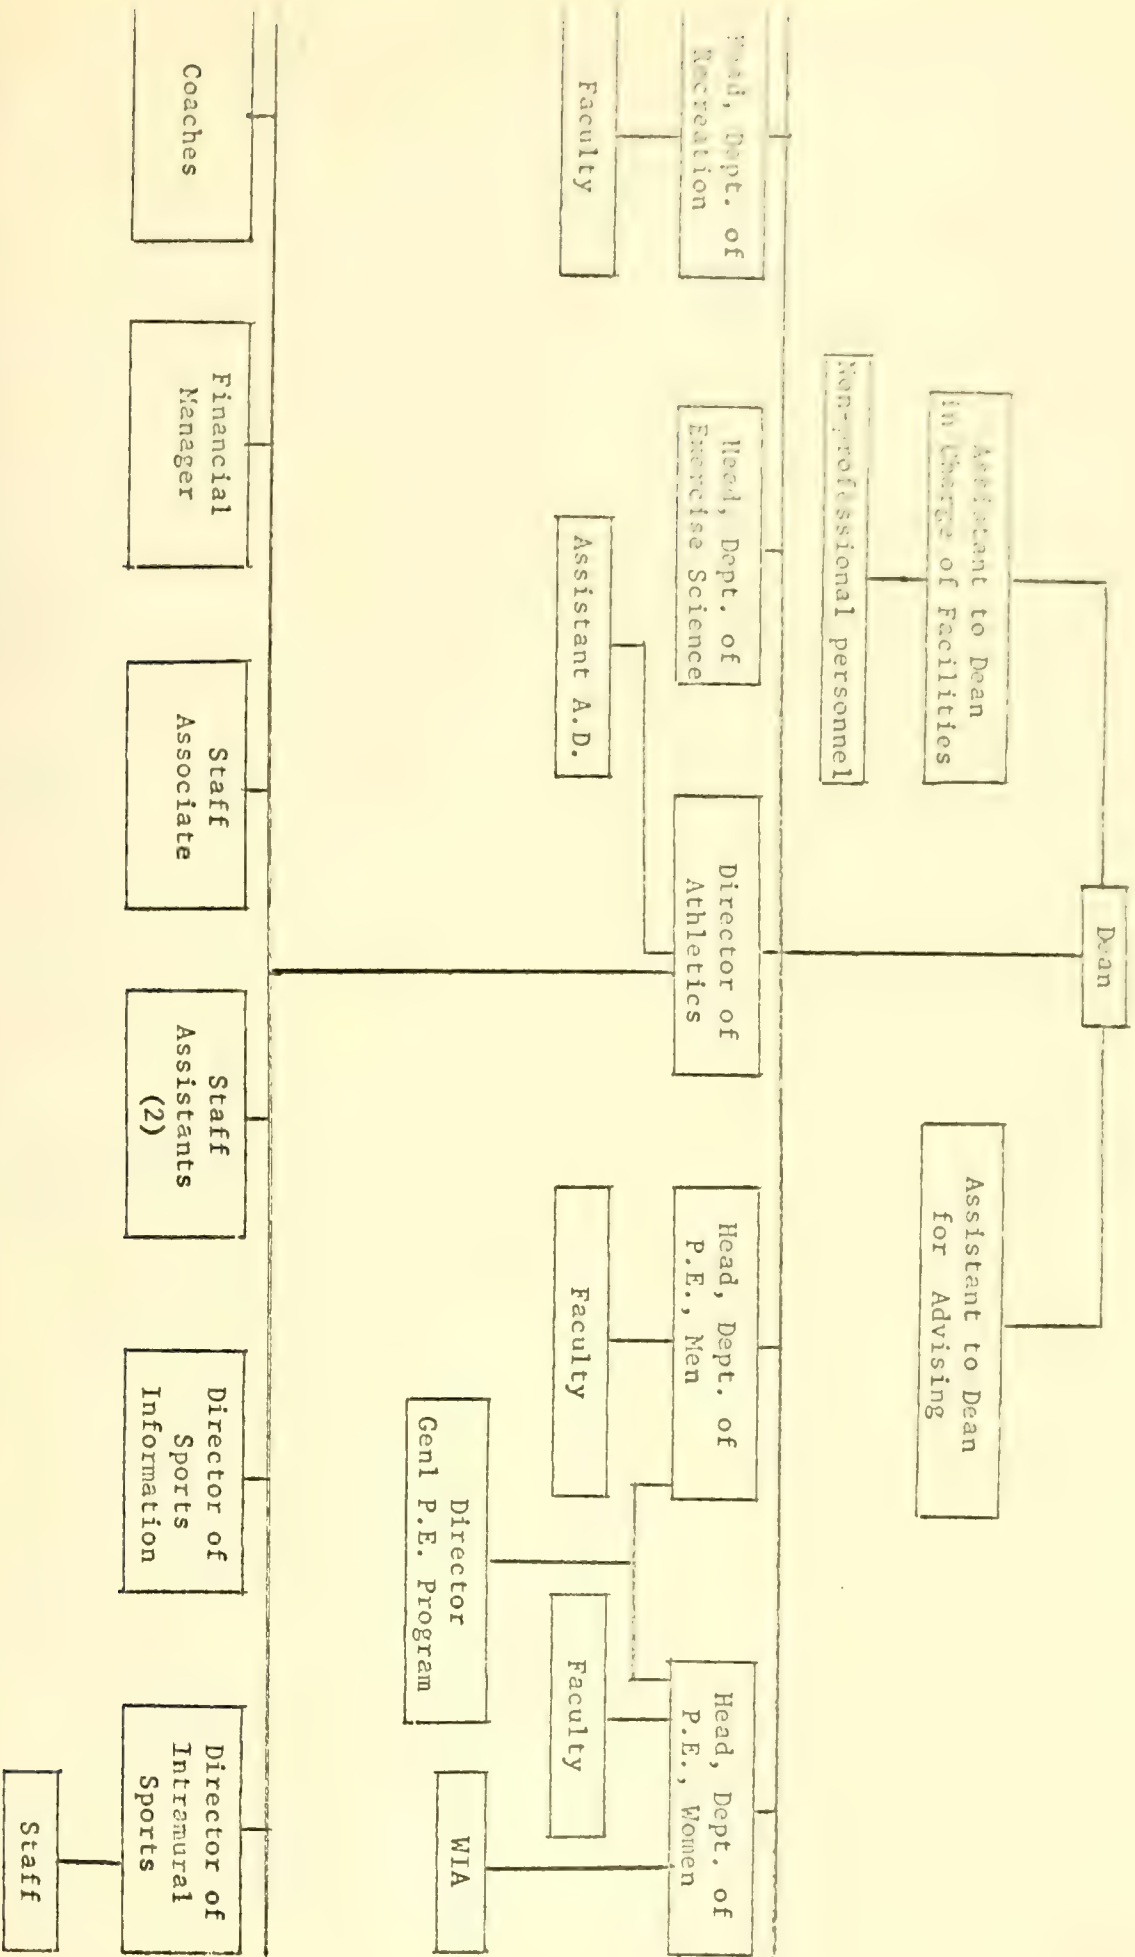 Dean
Assistant to Dean
in Charge of Facilities
Non-professional personnel
Assistant to Dean
for Advising
Head, Dept. of
Recreation
Faculty
Head, Dept. of
Exercise Science
Director of
Athletics
Assistant A.D.
Head, Dept. of
P.E., Men
Faculty
Director
Genl P.E. Program
Head, Dept. of
P.E., Women
Faculty
WIA
Coaches
Financial
Manager
Staff
Associate
Staff
Assistants
(2)
Director of
Sports
Information
Director of
Intramural
Sports
Staff